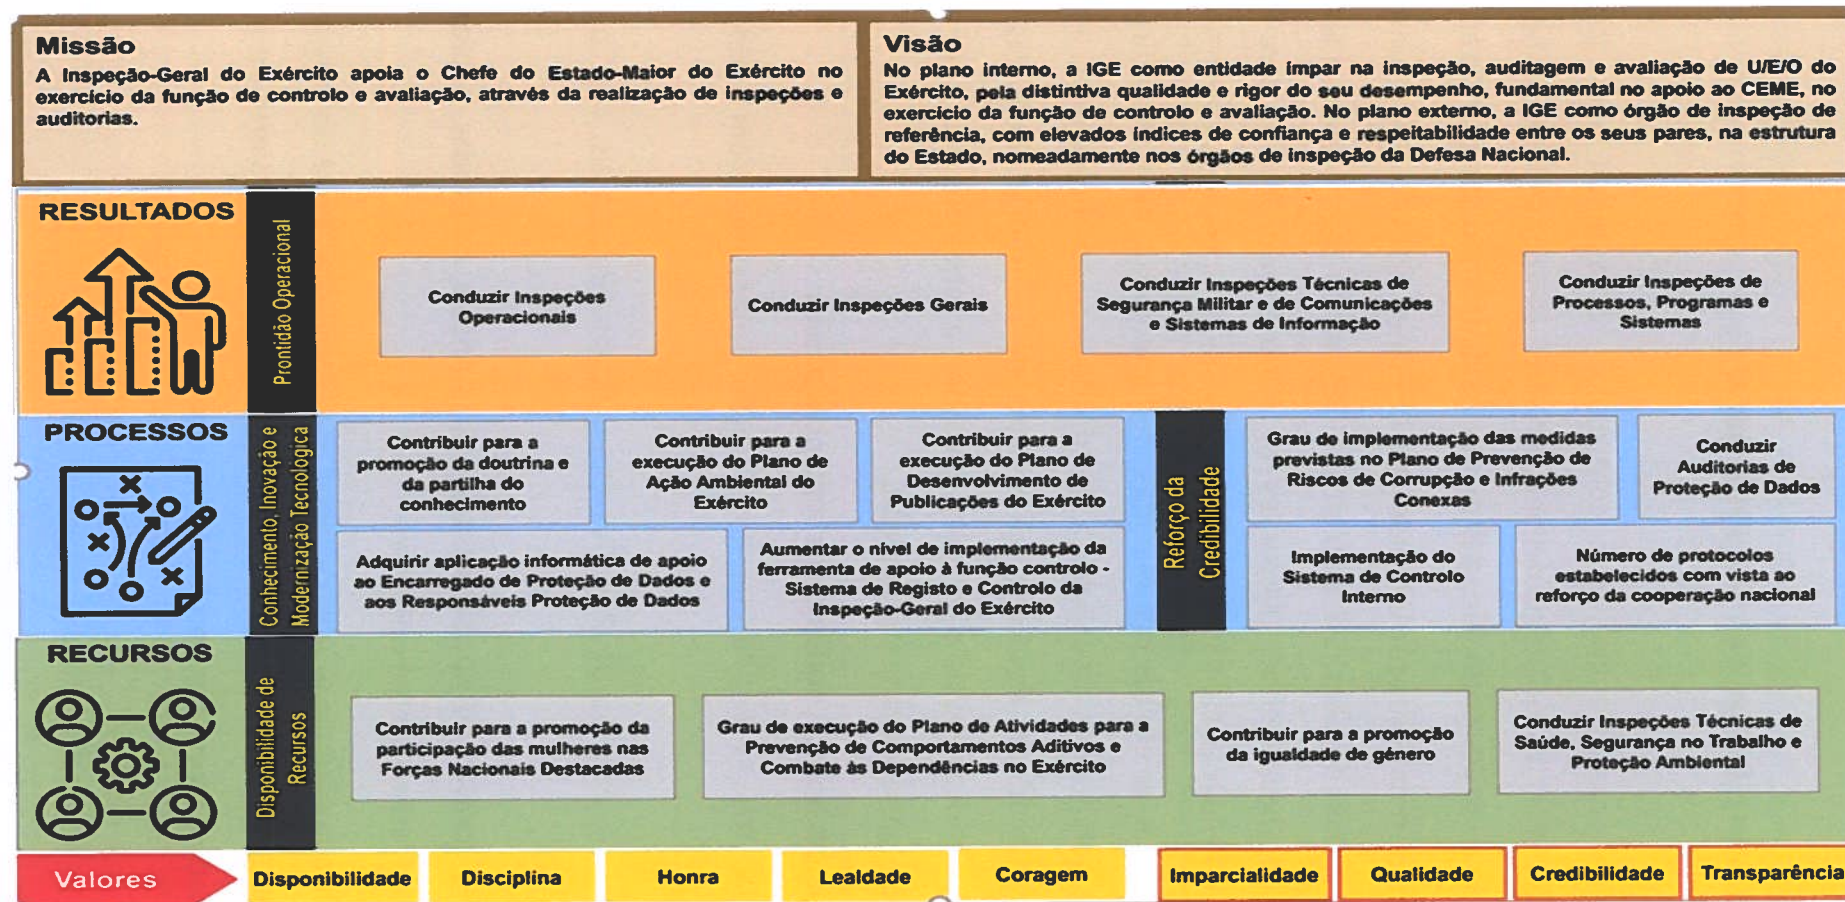 Missão
A Inspeção-Geral do Exército apoia o Chefe do Estado-Maior do Exército no
exercício da função de controlo e avaliação, através da realização de inspeções e
auditorias.
Visão
No plano interno, a IGE como entidade ímpar na inspeção, auditagem e avaliação de U/E/O do
Exército, pela distintiva qualidade e rigor do seu desempenho, fundamental no apoio ao CEME, no
exercício da função de controlo e avaliação. No plano externo, a IGE como órgão de inspeção de
referência, com elevados índices de confiança e respeitabilidade entre os seus pares, na estrutura
do Estado, nomeadamente nos órgãos de inspeção da Defesa Nacional.
RESULTADOS
Prontidão Operacional
Conduzir Inspeções
Operacionais
Conduzir Inspeções Gerais
Conduzir Inspeções Técnicas de
Segurança Militar e de Comunicações
e Sistemas de Informação
Conduzir Inspeções de
Processos, Programas e
Sistemas
PROCESSOS
Conhecimento, Inovação e
Modernização Tecnológica
Contribuir para a
promoção da doutrina e
da partilha do
conhecimento
Contribuir para a
execução do Plano de
Ação Ambiental do
Exército
Contribuir para a
execução do Plano de
Desenvolvimento de
Publicações do Exército
Adquirir aplicação informática de apoio
ao Encarregado de Proteção de Dados e
aos Responsáveis Proteção de Dados
Aumentar o nível de implementação da
ferramenta de apoio à função controlo -
Sistema de Registo e Controlo da
Inspeção-Geral do Exército
Reforço da
Credibilidade
Grau de implementação das medidas
previstas no Plano de Prevenção de
Riscos de Corrupção e Infrações
Conexas
Conduzir
Auditorias de
Proteção de Dados
Implementação do
Sistema de Controlo
Interno
Número de protocolos
estabelecidos com vista ao
reforço da cooperação nacional
RECURSOS
Disponibilidade de
Recursos
Contribuir para a promoção da
participação das mulheres nas
Forças Nacionais Destacadas
Grau de execução do Plano de Atividades para a
Prevenção de Comportamentos Aditivos e
Combate às Dependências no Exército
Contribuir para a promoção
da igualdade de género
Conduzir Inspeções Técnicas de
Saúde, Segurança no Trabalho e
Proteção Ambiental
Valores
Disponibilidade
Disciplina
Honra
Lealdade
Coragem
Imparcialidade
Qualidade
Credibilidade
Transparência